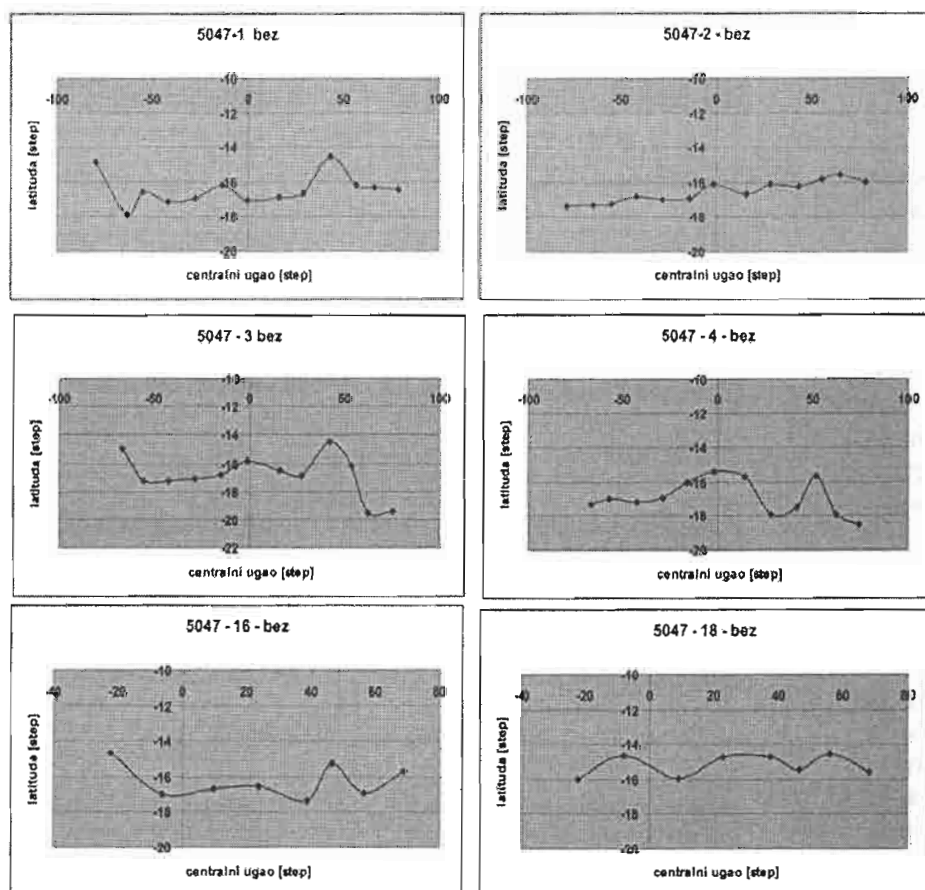 5047-1 bez
-10
-100 -50 0 50 100
-12
-14
-16
-18
-20
latituda [step]
centralni ugao [step]
5047-2 - bez
-10
-100 -50 0 50 100
-12
-14
-16
-18
-20
latituda [step]
centralni ugao [step]
5047 - 3 bez
-10
-100 -50 0 50 100
-12
-14
-16
-18
-20
-22
latituda [step]
centralni ugao [step]
5047 - 4 - bez
-10
-100 -50 0 50 100
-12
-14
-16
-18
-20
latituda [step]
centralni ugao [step]
5047 - 16 - bez
-10
-40 -20 0 20 40 60 80
-12
-14
-16
-18
-20
latituda [step]
centralni ugao [step]
5047 - 18 - bez
-10
-40 -20 0 20 40 60 80
-12
-14
-16
-18
-20
latituda [step]
centralni ugao [step]